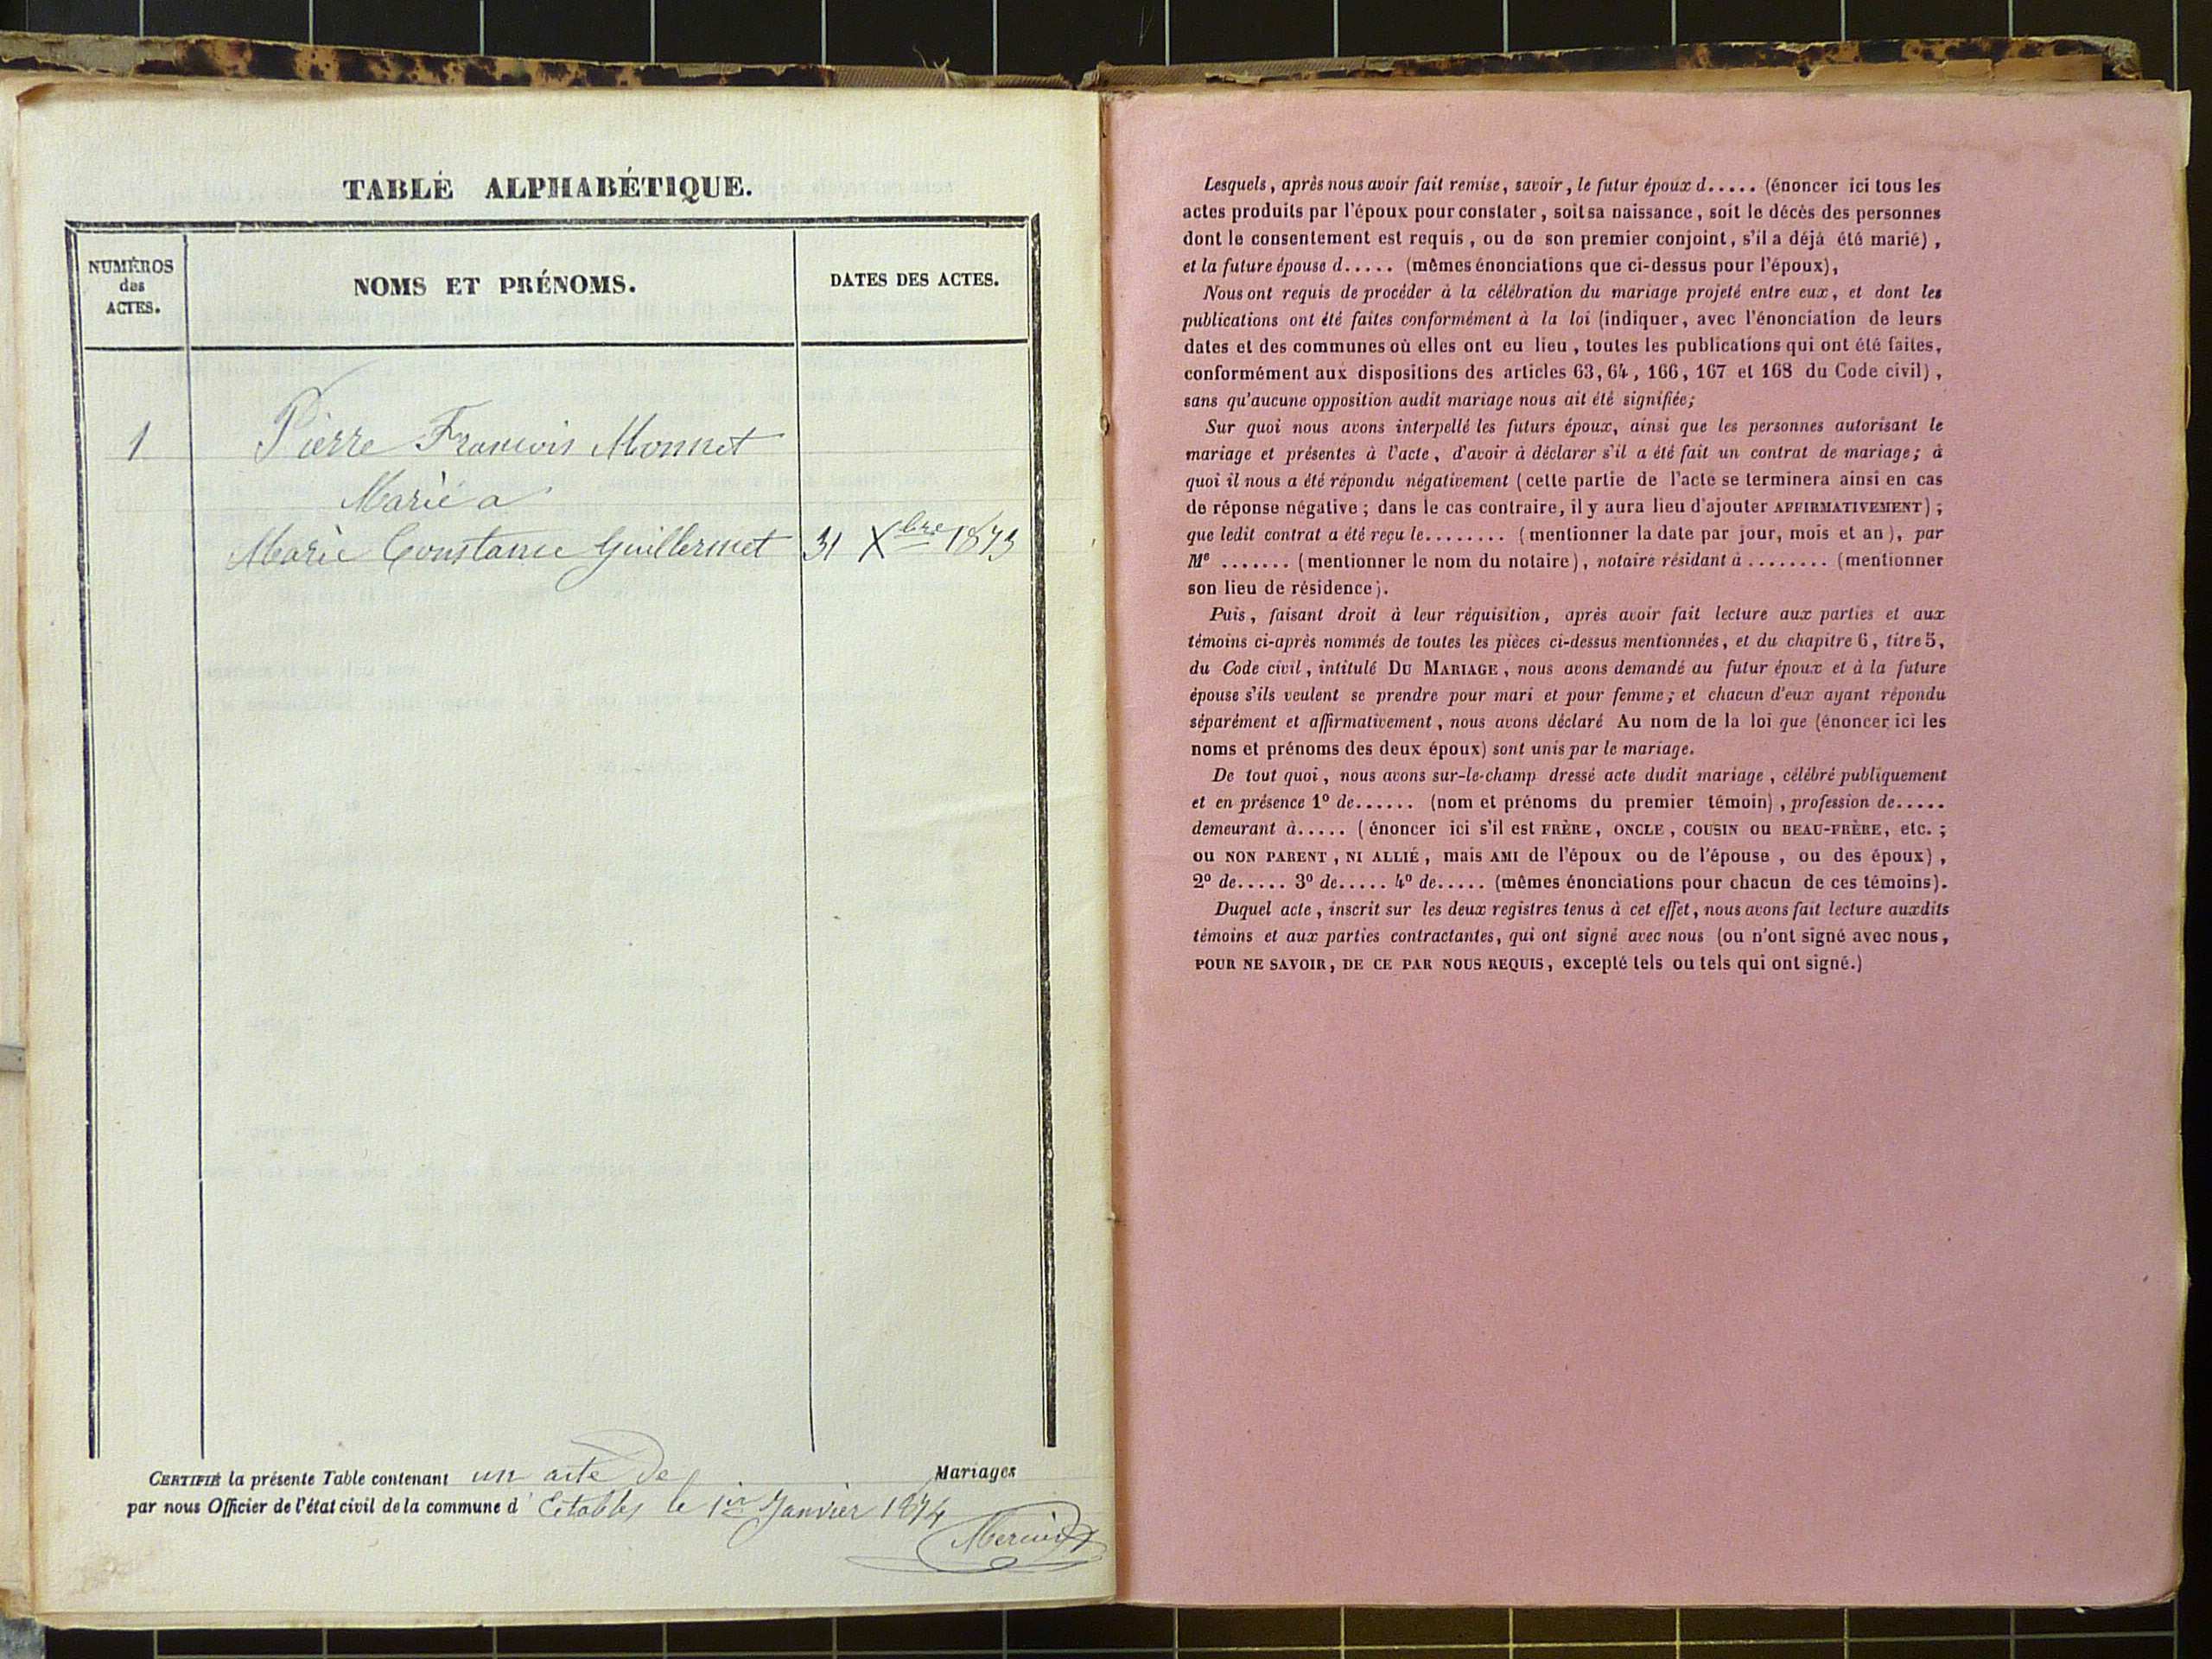 TABLE ALPHABÉTIQUE.
NUMÉROS
des
ACTES.
NOMS ET PRÉNOMS.
DATES DES ACTES.
1 Pierre François Monnet
Marié a
Marie Constance Guillermet 31 Xbre 1873
CERTIFIÉ la présente Table contenant un acte de Mariages
par nous Officier de l'état civil de la commune d' Etables le 1er Janvier 1874
Lesquels, après nous avoir fait remise, savoir, le futur époux d..... (énoncer ici tous les
actes produits par l'époux pour constater, soit sa naissance, soit le décès des personnes
dont le consentement est requis, ou de son premier conjoint, s'il a déjà été marié),
et la future épouse d..... (mêmes énonciations que ci-dessus pour l'époux),
Nous ont requis de procéder à la célébration du mariage projeté entre eux, et dont les
publications ont été faites conformément à la loi (indiquer, avec l'énonciation de leurs
dates et des communes où elles ont eu lieu, toutes les publications qui ont été faites,
conformément aux dispositions des articles 63, 64, 166, 167 et 168 du Code civil),
sans qu'aucune opposition audit mariage nous ait été signifiée;
Sur quoi nous avons interpellé les futurs époux, ainsi que les personnes autorisant le
mariage et présentes à l'acte, d'avoir à déclarer s'il a été fait un contrat de mariage; à
quoi il nous a été répondu négativement (cette partie de l'acte se terminera ainsi en cas
de réponse négative; dans le cas contraire, il y aura lieu d'ajouter AFFIRMATIVEMENT);
que ledit contrat a été reçu le........ (mentionner la date par jour, mois et an), par
Me ....... (mentionner le nom du notaire), notaire résidant à ........ (mentionner
son lieu de résidence).
Puis, faisant droit à leur réquisition, après avoir fait lecture aux parties et aux
témoins ci-après nommés de toutes les pièces ci-dessus mentionnées, et du chapitre 6, titre 5,
du Code civil, intitulé DU MARIAGE, nous avons demandé au futur époux et à la future
épouse s'ils veulent se prendre pour mari et pour femme; et chacun d'eux ayant répondu
séparément et affirmativement, nous avons déclaré Au nom de la loi que (énoncer ici les
noms et prénoms des deux époux) sont unis par le mariage.
De tout quoi, nous avons sur-le-champ dressé acte dudit mariage, célébré publiquement
et en présence 1° de...... (nom et prénoms du premier témoin), profession de.....
demeurant à..... (énoncer ici s'il est FRÈRE, ONCLE, COUSIN ou BEAU-FRÈRE, etc.;
ou NON PARENT, NI ALLIÉ, mais AMI de l'époux ou de l'épouse, ou des époux),
2° de..... 3° de..... 4° de..... (mêmes énonciations pour chacun de ces témoins).
Duquel acte, inscrit sur les deux registres tenus à cet effet, nous avons fait lecture auxdits
témoins et aux parties contractantes, qui ont signé avec nous (ou n'ont signé avec nous,
POUR NE SAVOIR, DE CE PAR NOUS REQUIS, excepté tels ou tels qui ont signé.)